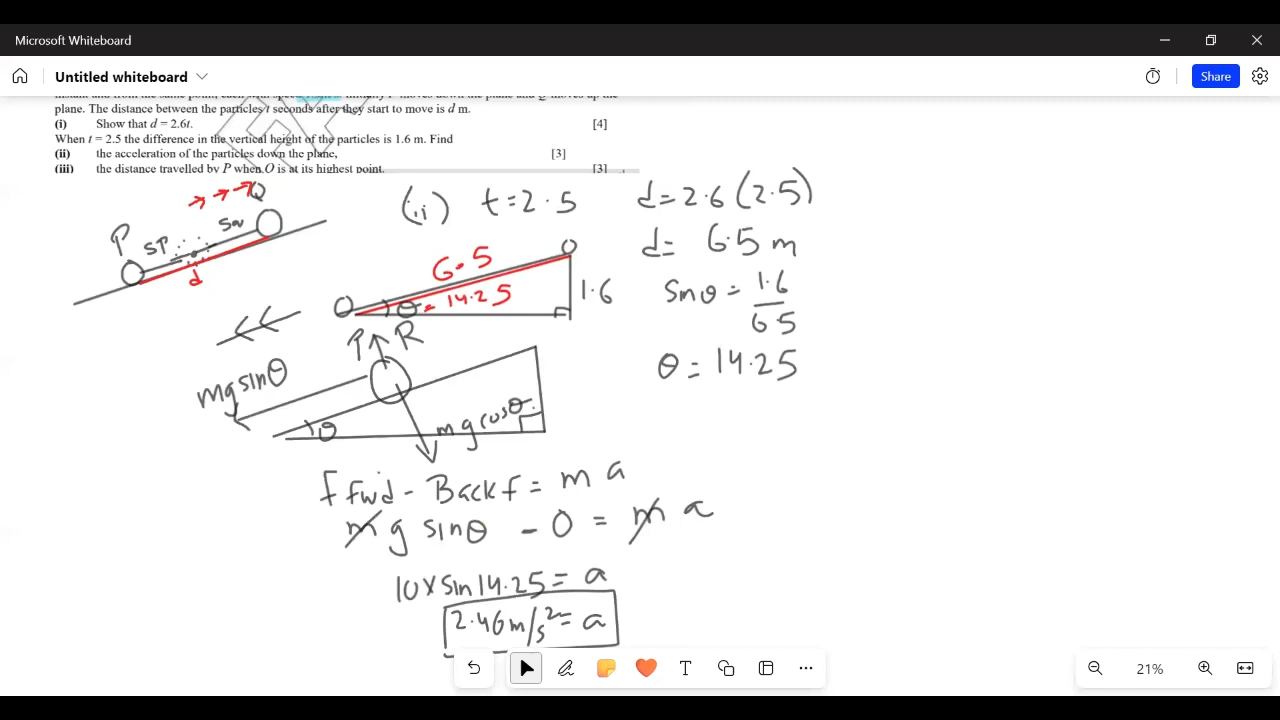 Microsoft Whiteboard
Untitled whiteboard
Share
plane. The distance between the particles t seconds after they start to move is d m.
(i) Show that d = 2.6t. [4]
When t = 2.5 the difference in the vertical height of the particles is 1.6 m. Find
(ii) the acceleration of the particles down the plane, [3]
(iii) the distance travelled by P when Q is at its highest point. [3]
(ii) t = 2.5
d = 2.6 (2.5)
d = 6.5 m
Sinθ = 1.6
6.5
θ = 14.25
P SP SQ Q
d
6.5
θ = 14.25
1.6
P R
mg sinθ
θ
mg cosθ
F fwd - Back f = m a
m g sinθ - 0 = m a
10 x sin 14.25 = a
2.46 m/s² = a
21%